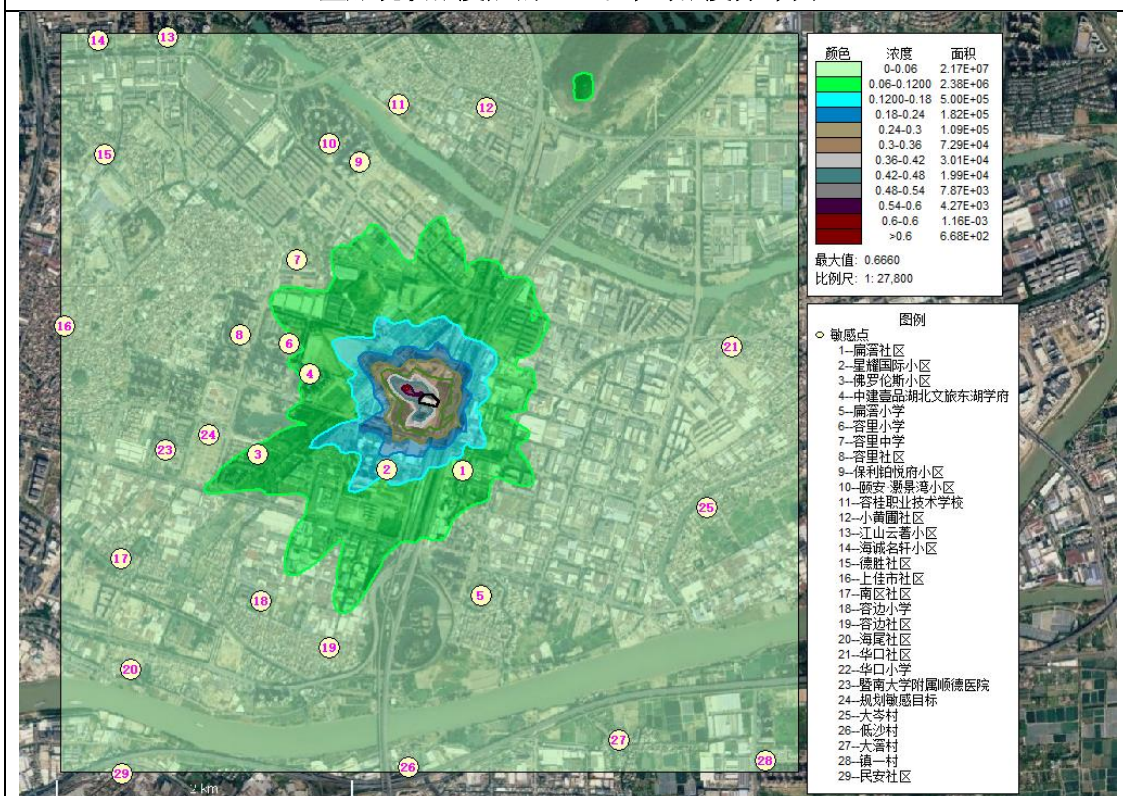 颜色 浓度 面积
0-0.06 2.17E+07
0.06-0.1200 2.38E+06
0.1200-0.18 5.00E+05
0.18-0.24 1.82E+05
0.24-0.3 1.09E+05
0.3-0.36 7.29E+04
0.36-0.42 3.01E+04
0.42-0.48 1.99E+04
0.48-0.54 7.87E+03
0.54-0.6 4.27E+03
0.6-0.6 1.16E-03
>0.6 6.68E+02
最大值: 0.6660
比例尺: 1: 27,800
图例
敏感点
1--扁滘社区
2--星耀国际小区
3--佛罗伦斯小区
4--中建壹品湖北文旅东湖学府
5--扁滘小学
6--容里小学
7--容里中学
8--容里社区
9--保利铂悦府小区
10--颐安·灏景湾小区
11--容桂职业技术学校
12--小黄圃社区
13--江山云著小区
14--海诚名轩小区
15--德胜社区
16--上佳市社区
17--南区社区
18--容边小学
19--容边社区
20--海尾社区
21--华口社区
22--华口小学
23--暨南大学附属顺德医院
24--规划敏感目标
25--大岑村
26--低沙村
27--大滘村
28--镇一村
29--民安社区
14
13
11
12
10
9
15
7
16
8
6
21
4
24
23
3
2
1
25
17
5
18
19
20
27
28
26
29
2 km